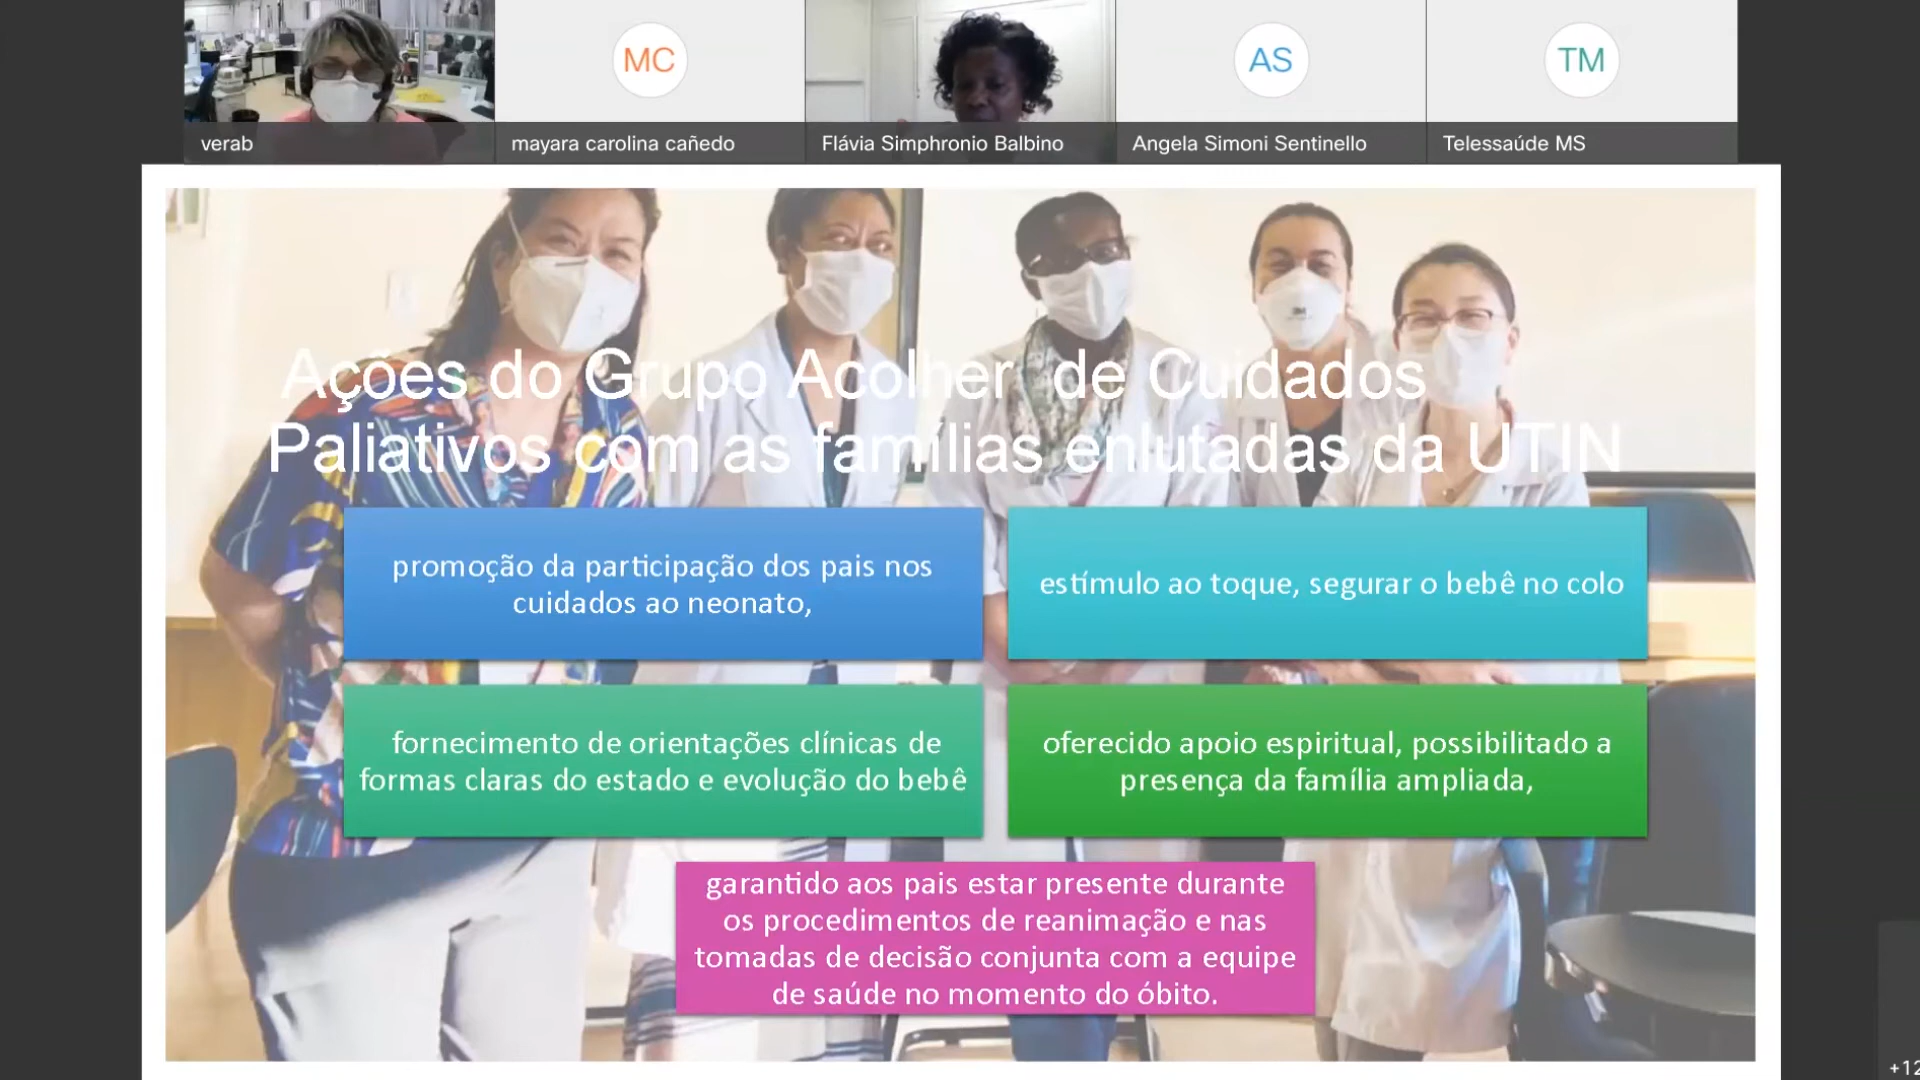 MC
AS
TM
verab
mayara carolina cañedo
Flávia Simphronio Balbino
Angela Simoni Sentinello
Telessaúde MS
Ações do Grupo Acolher de Cuidados
Paliativos com as famílias enlutadas da UTIN
promoção da participação dos pais nos
cuidados ao neonato,
estímulo ao toque, segurar o bebê no colo
fornecimento de orientações clínicas de
formas claras do estado e evolução do bebê
oferecido apoio espiritual, possibilitado a
presença da família ampliada,
garantido aos pais estar presente durante
os procedimentos de reanimação e nas
tomadas de decisão conjunta com a equipe
de saúde no momento do óbito.
+12